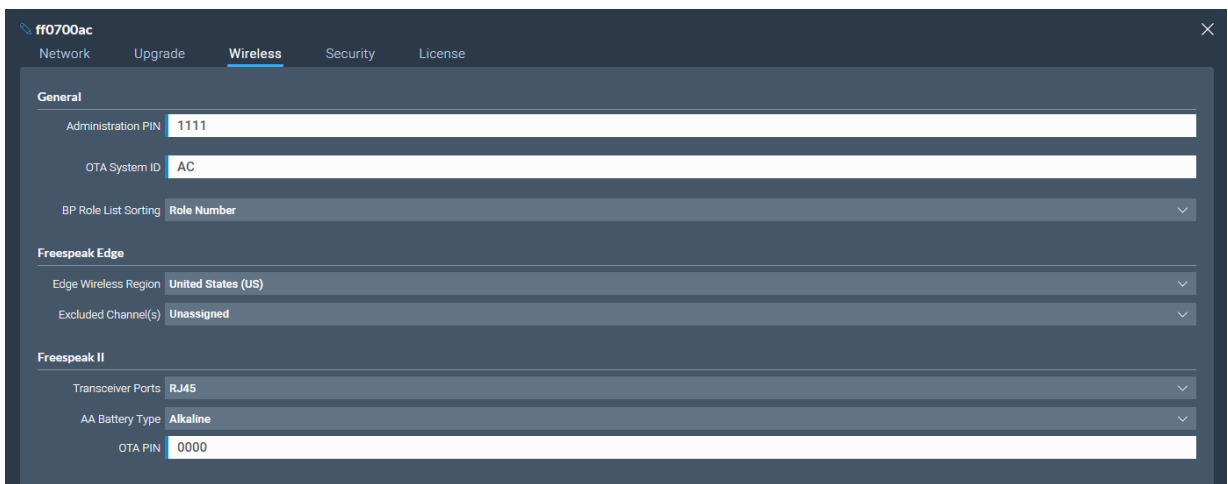 ff0700ac
Network Upgrade Wireless Security License
General
Administration PIN 1111
OTA System ID AC
BP Role List Sorting Role Number
Freespeak Edge
Edge Wireless Region United States (US)
Excluded Channel(s) Unassigned
Freespeak II
Transceiver Ports RJ45
AA Battery Type Alkaline
OTA PIN 0000